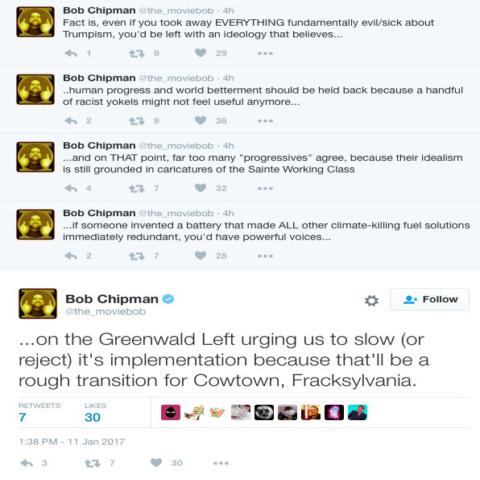 Bob Chipman @the_moviebob · 4h
Fact is, even if you took away EVERYTHING fundamentally evil/sick about
Trumpism, you'd be left with an ideology that believes...
1 9 29
Bob Chipman @the_moviebob · 4h
..human progress and world betterment should be held back because a handful
of racist yokels might not feel useful anymore...
2 9 36
Bob Chipman @the_moviebob · 4h
...and on THAT point, far too many "progressives" agree, because their idealism
is still grounded in caricatures of the Sainte Working Class
4 7 32
Bob Chipman @the_moviebob · 4h
...if someone invented a battery that made ALL other climate-killing fuel solutions
immediately redundant, you'd have powerful voices...
2 7 28
Bob Chipman
@the_moviebob
Follow
...on the Greenwald Left urging us to slow (or
reject) it's implementation because that'll be a
rough transition for Cowtown, Fracksylvania.
RETWEETS LIKES
7 30
1:38 PM - 11 Jan 2017
3 7 30